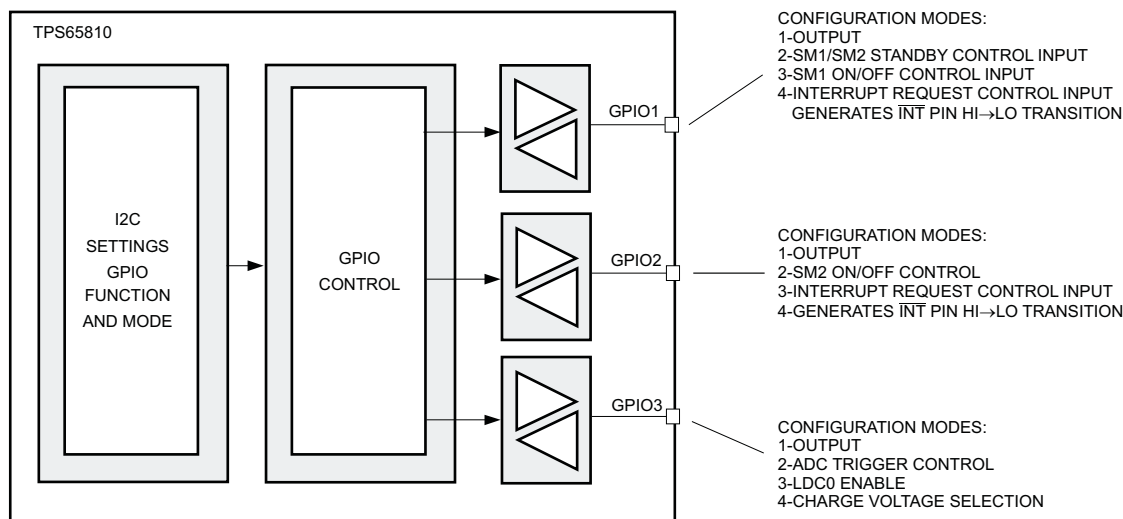 TPS65810
I2C
SETTINGS
GPIO
FUNCTION
AND MODE
GPIO
CONTROL
GPIO1
GPIO2
GPIO3
CONFIGURATION MODES:
1-OUTPUT
2-SM1/SM2 STANDBY CONTROL INPUT
3-SM1 ON/OFF CONTROL INPUT
4-INTERRUPT REQUEST CONTROL INPUT
GENERATES INT PIN HI→LO TRANSITION
CONFIGURATION MODES:
1-OUTPUT
2-SM2 ON/OFF CONTROL
3-INTERRUPT REQUEST CONTROL INPUT
4-GENERATES INT PIN HI→LO TRANSITION
CONFIGURATION MODES:
1-OUTPUT
2-ADC TRIGGER CONTROL
3-LDC0 ENABLE
4-CHARGE VOLTAGE SELECTION